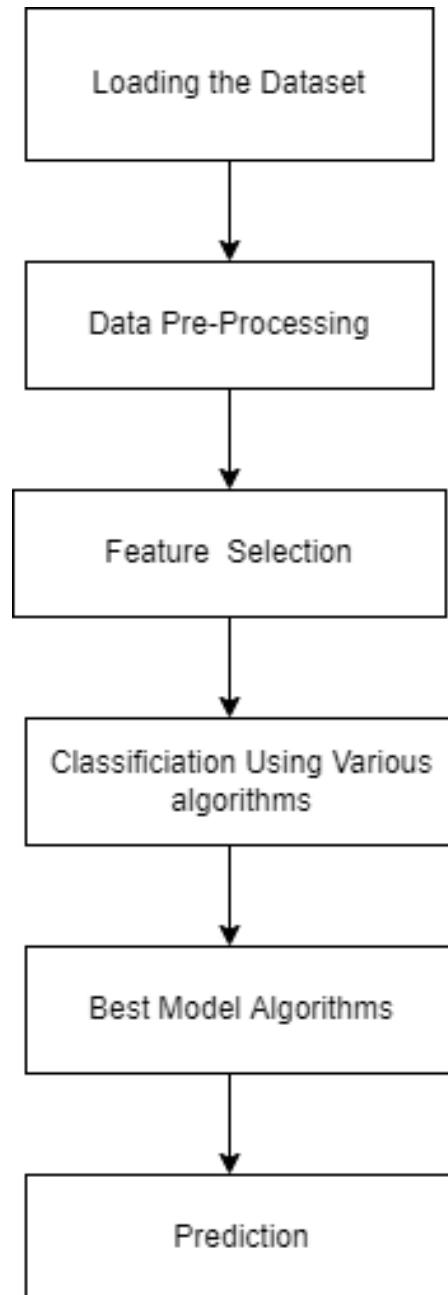 Loading the Dataset
Data Pre-Processing
Feature  Selection
Classificiation Using Various
algorithms
Best Model Algorithms
Prediction